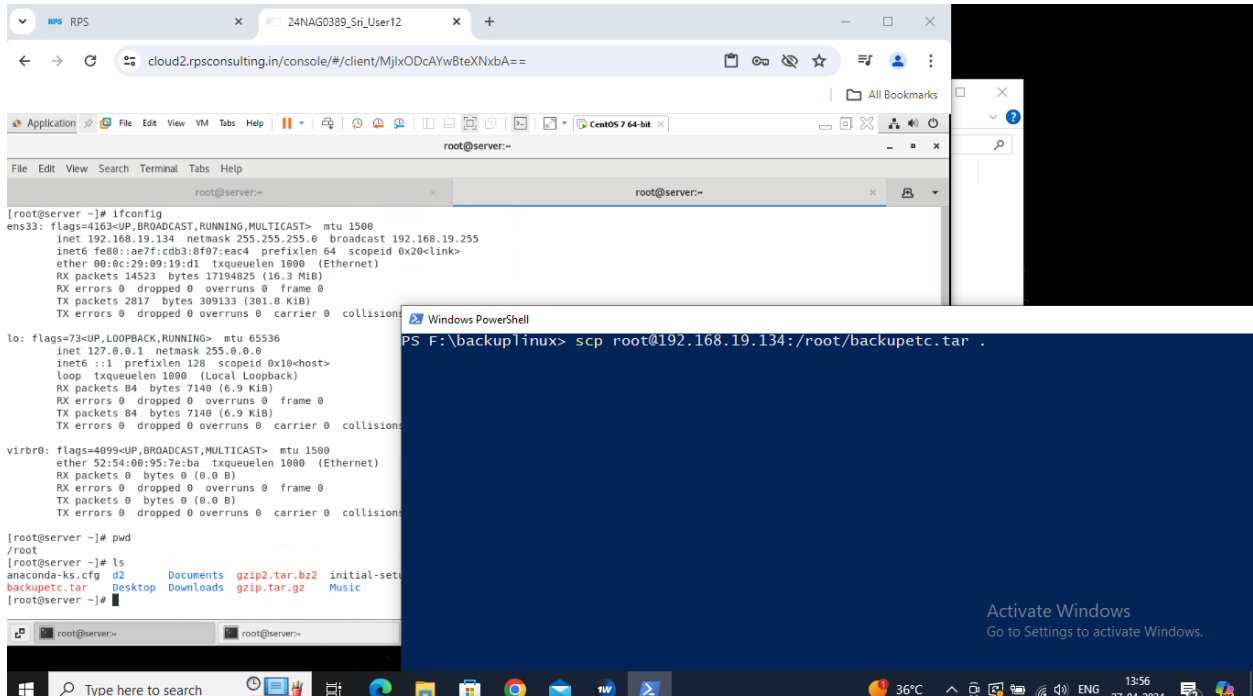 RPS RPS
24NAG0389_Sri_User12
cloud2.rpsconsulting.in/console/#/client/MjIxODcAYwBteXNxbA==
All Bookmarks
Application File Edit View VM Tabs Help
CentOS 7 64-bit
root@server:~
File Edit View Search Terminal Tabs Help
root@server:~
root@server:~
[root@server ~]# ifconfig
ens33: flags=4163<UP,BROADCAST,RUNNING,MULTICAST>  mtu 1500
inet 192.168.19.134  netmask 255.255.255.0  broadcast 192.168.19.255
inet6 fe80::ae7f:cdb3:8f07:eac4  prefixlen 64  scopeid 0x20<link>
ether 00:0c:29:09:19:d1  txqueuelen 1000  (Ethernet)
RX packets 14523  bytes 17194825 (16.3 MiB)
RX errors 0  dropped 0  overruns 0  frame 0
TX packets 2817  bytes 309133 (301.8 KiB)
TX errors 0  dropped 0 overruns 0  carrier 0  collisions
lo: flags=73<UP,LOOPBACK,RUNNING>  mtu 65536
inet 127.0.0.1  netmask 255.0.0.0
inet6 ::1  prefixlen 128  scopeid 0x10<host>
loop  txqueuelen 1000  (Local Loopback)
RX packets 84  bytes 7140 (6.9 KiB)
RX errors 0  dropped 0  overruns 0  frame 0
TX packets 84  bytes 7140 (6.9 KiB)
TX errors 0  dropped 0 overruns 0  carrier 0  collisions
virbr0: flags=4099<UP,BROADCAST,MULTICAST>  mtu 1500
ether 52:54:00:95:7e:ba  txqueuelen 1000  (Ethernet)
RX packets 0  bytes 0 (0.0 B)
RX errors 0  dropped 0  overruns 0  frame 0
TX packets 0  bytes 0 (0.0 B)
TX errors 0  dropped 0 overruns 0  carrier 0  collisions
[root@server ~]# pwd
/root
[root@server ~]# ls
anaconda-ks.cfg  d2  Documents  gzip2.tar.bz2  initial-setu
backupetc.tar  Desktop  Downloads  gzip.tar.gz  Music
[root@server ~]#
root@server:~
root@server:~
Windows PowerShell
PS F:\backuplinux> scp root@192.168.19.134:/root/backupetc.tar .
Activate Windows
Go to Settings to activate Windows.
Type here to search
1W
36°C
ENG
13:56
27-04-2024